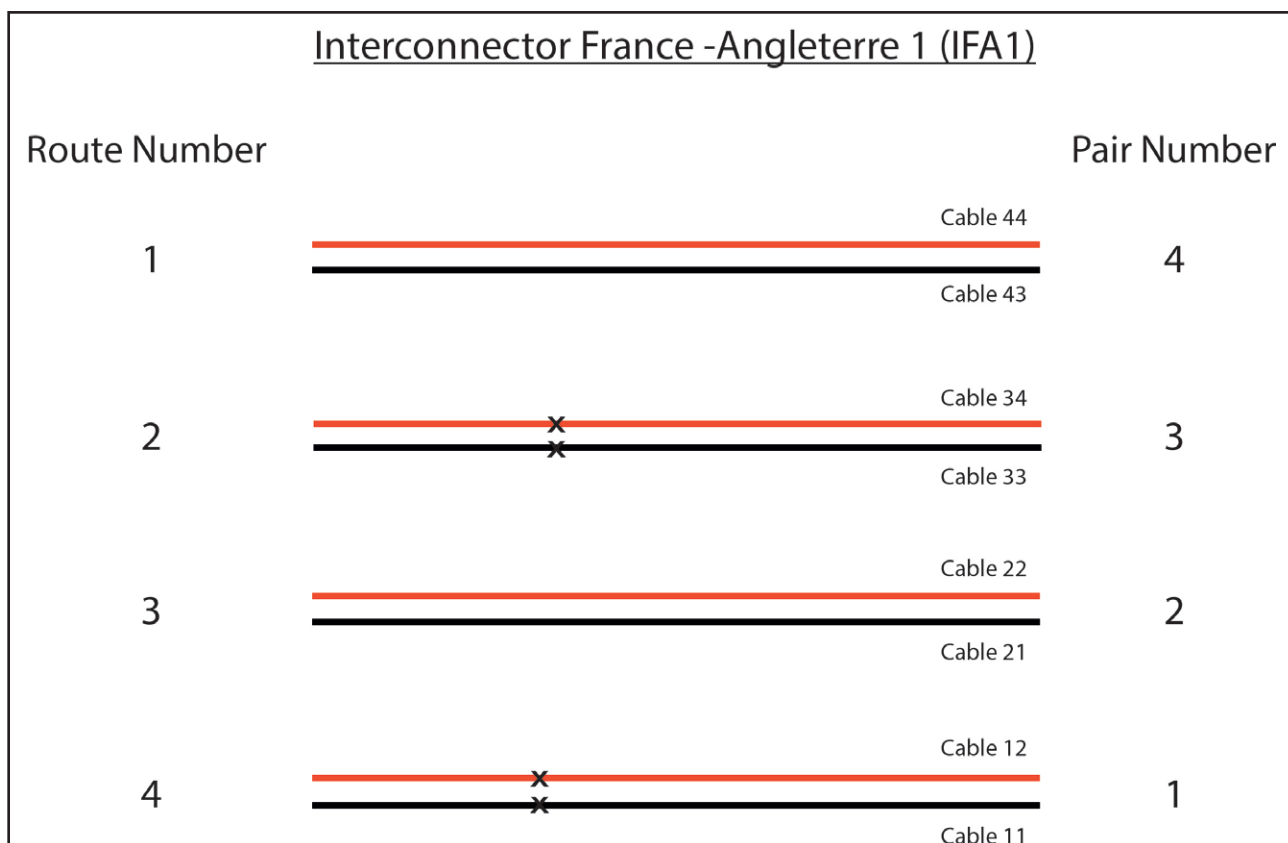 Interconnector France -Angleterre 1 (IFA1)
Route Number
Pair Number
Cable 44
1
4
Cable 43
Cable 34
2
x
x
3
Cable 33
Cable 22
3
2
Cable 21
Cable 12
4
x
x
1
Cable 11